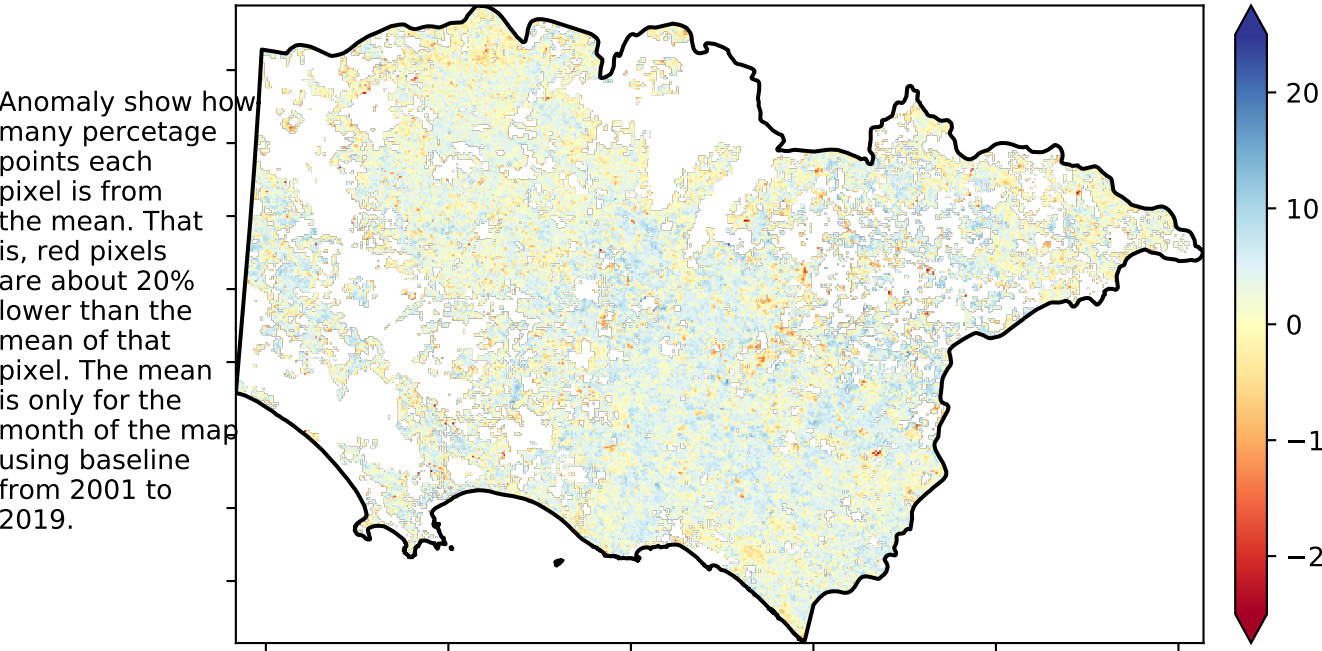 Anomaly show how
many percetage
points each
pixel is from
the mean. That
is, red pixels
are about 20%
lower than the
mean of that
pixel. The mean
is only for the
month of the map
using baseline
from 2001 to
2019.
20
10
0
−1
−2